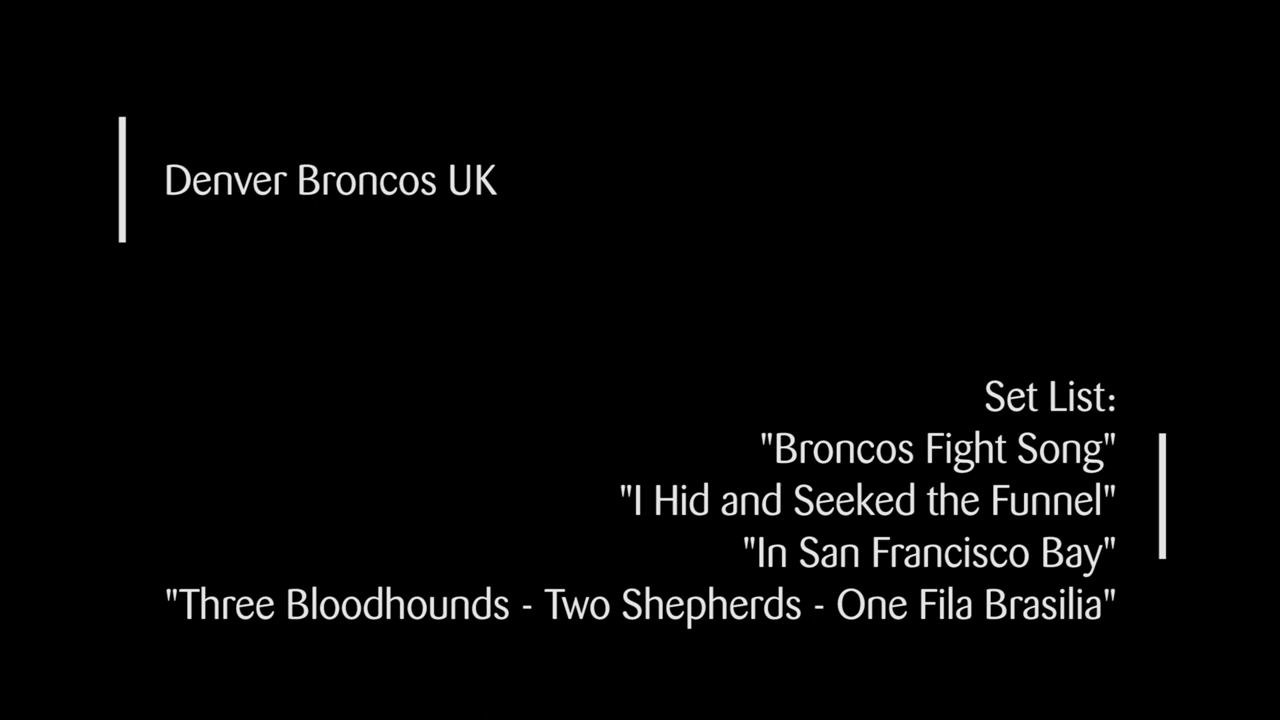 Denver Broncos UK
Set List:
"Broncos Fight Song"
"I Hid and Seeked the Funnel"
"In San Francisco Bay"
"Three Bloodhounds - Two Shepherds - One Fila Brasilia"